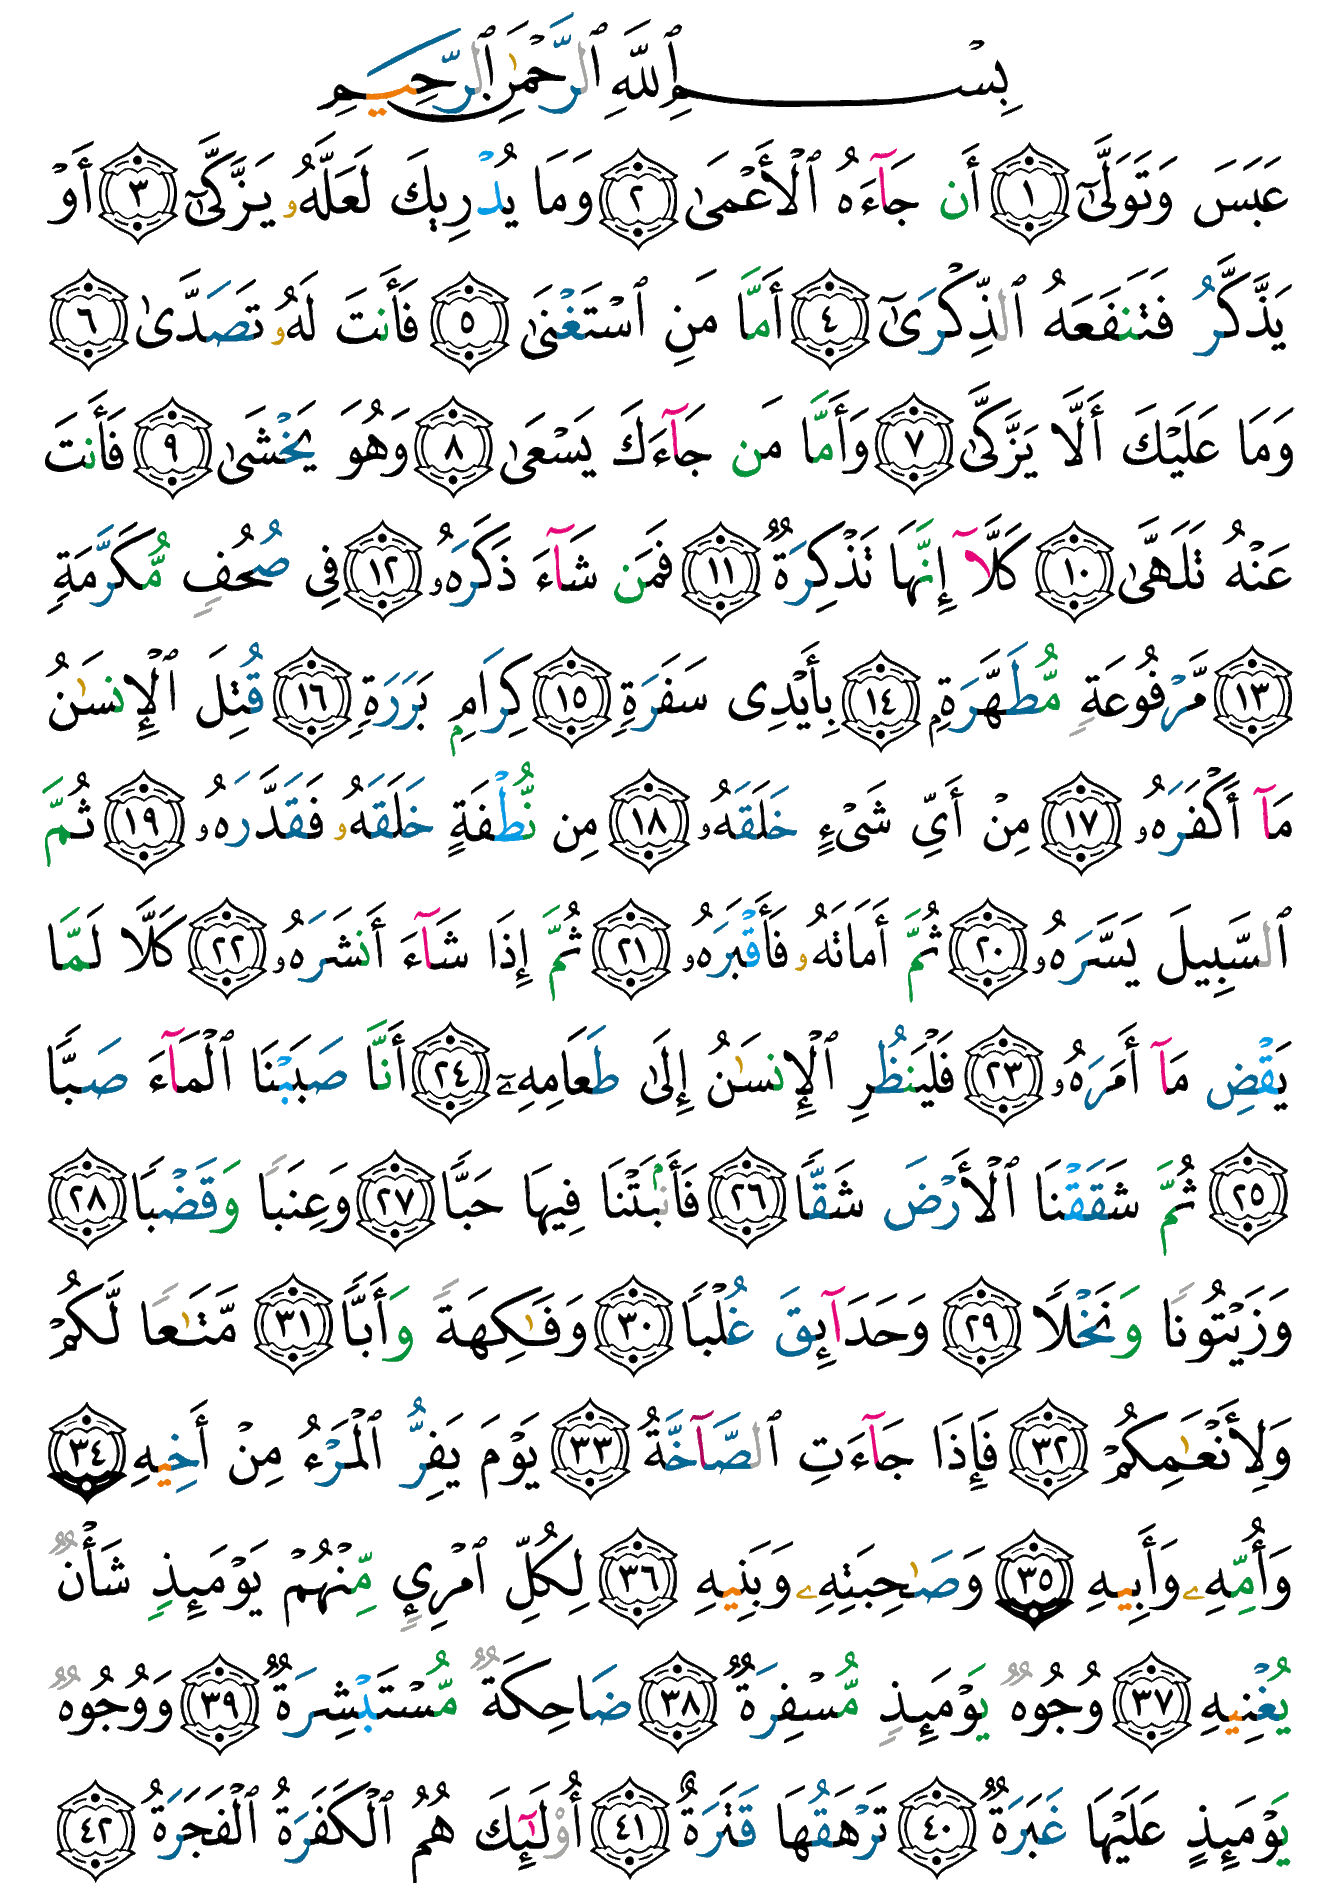 بِسْمِ ٱللَّهِ ٱلرَّحْمَٰنِ ٱلرَّحِيمِ
عَبَسَ وَتَوَلَّىٰٓ ١ أَن جَآءَهُ ٱلْأَعْمَىٰ ٢ وَمَا يُدْرِيكَ لَعَلَّهُۥ يَزَّكَّىٰٓ ٣ أَوْ
يَذَّكَّرُ فَتَنفَعَهُ ٱلذِّكْرَىٰٓ ٤ أَمَّا مَنِ ٱسْتَغْنَىٰ ٥ فَأَنتَ لَهُۥ تَصَدَّىٰ ٦
وَمَا عَلَيْكَ أَلَّا يَزَّكَّىٰ ٧ وَأَمَّا مَن جَآءَكَ يَسْعَىٰ ٨ وَهُوَ يَخْشَىٰ ٩ فَأَنتَ
عَنْهُ تَلَهَّىٰ ١٠ كَلَّآ إِنَّهَا تَذْكِرَةٌ ١١ فَمَن شَآءَ ذَكَرَهُۥ ١٢ فِى صُحُفٍ مُّكَرَّمَةٍ
١٣ مَّرْفُوعَةٍ مُّطَهَّرَةٍۭ ١٤ بِأَيْدِى سَفَرَةٍ ١٥ كِرَامٍۭ بَرَرَةٍ ١٦ قُتِلَ ٱلْإِنسَٰنُ
مَآ أَكْفَرَهُۥ ١٧ مِنْ أَىِّ شَىْءٍ خَلَقَهُۥ ١٨ مِن نُّطْفَةٍ خَلَقَهُۥ فَقَدَّرَهُۥ ١٩ ثُمَّ
ٱلسَّبِيلَ يَسَّرَهُۥ ٢٠ ثُمَّ أَمَاتَهُۥ فَأَقْبَرَهُۥ ٢١ ثُمَّ إِذَا شَآءَ أَنشَرَهُۥ ٢٢ كَلَّا لَمَّا
يَقْضِ مَآ أَمَرَهُۥ ٢٣ فَلْيَنظُرِ ٱلْإِنسَٰنُ إِلَىٰ طَعَامِهِۦٓ ٢٤ أَنَّا صَبَبْنَا ٱلْمَآءَ صَبًّا
٢٥ ثُمَّ شَقَقْنَا ٱلْأَرْضَ شَقًّا ٢٦ فَأَنۢبَتْنَا فِيهَا حَبًّا ٢٧ وَعِنَبًا وَقَضْبًا ٢٨
وَزَيْتُونًا وَنَخْلًا ٢٩ وَحَدَآئِقَ غُلْبًا ٣٠ وَفَٰكِهَةً وَأَبًّا ٣١ مَّتَٰعًا لَّكُمْ
وَلِأَنْعَٰمِكُمْ ٣٢ فَإِذَا جَآءَتِ ٱلصَّآخَّةُ ٣٣ يَوْمَ يَفِرُّ ٱلْمَرْءُ مِنْ أَخِيهِ ٣٤
وَأُمِّهِۦ وَأَبِيهِ ٣٥ وَصَٰحِبَتِهِۦ وَبَنِيهِ ٣٦ لِكُلِّ ٱمْرِئٍ مِّنْهُمْ يَوْمَئِذٍ شَأْنٌ
يُغْنِيهِ ٣٧ وُجُوهٌ يَوْمَئِذٍ مُّسْفِرَةٌ ٣٨ ضَاحِكَةٌ مُّسْتَبْشِرَةٌ ٣٩ وَوُجُوهٌ
يَوْمَئِذٍ عَلَيْهَا غَبَرَةٌ ٤٠ تَرْهَقُهَا قَتَرَةٌ ٤١ أُو۟لَٰٓئِكَ هُمُ ٱلْكَفَرَةُ ٱلْفَجَرَةُ ٤٢